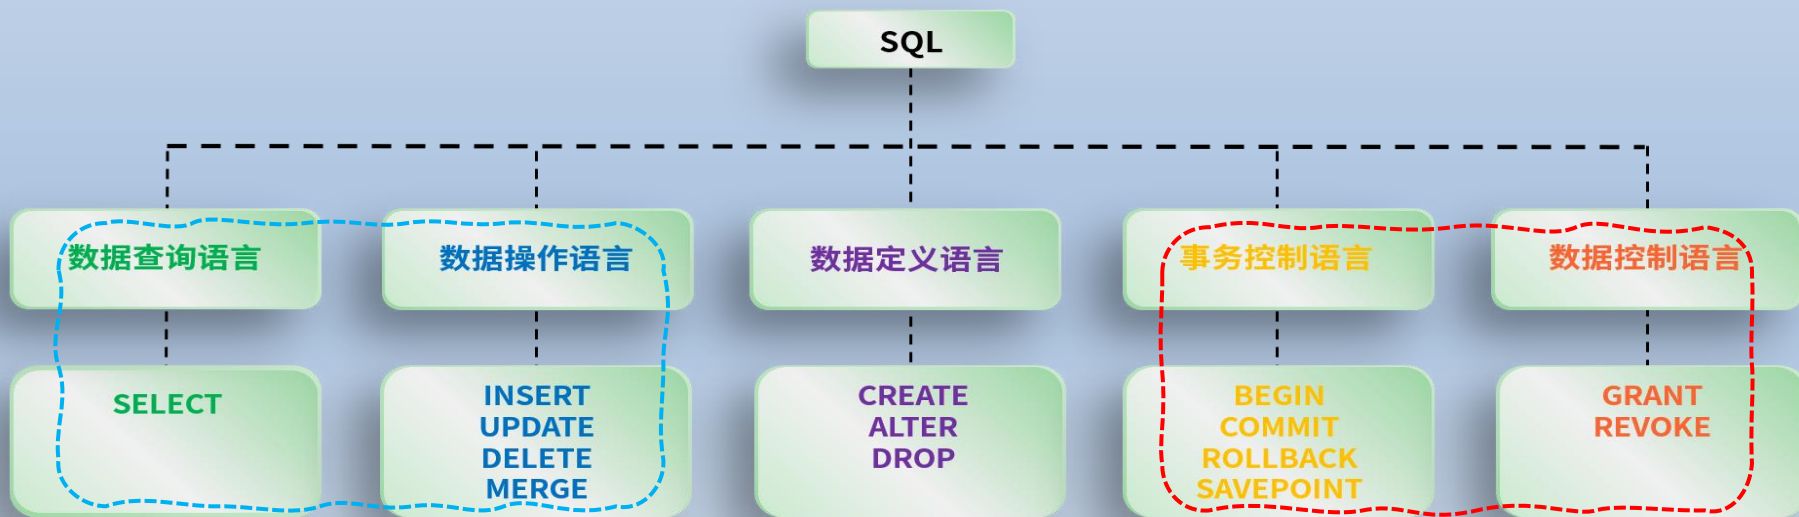 SQL
数据查询语言
数据操作语言
数据定义语言
事务控制语言
数据控制语言
SELECT
INSERT
UPDATE
DELETE
MERGE
CREATE
ALTER
DROP
BEGIN
COMMIT
ROLLBACK
SAVEPOINT
GRANT
REVOKE